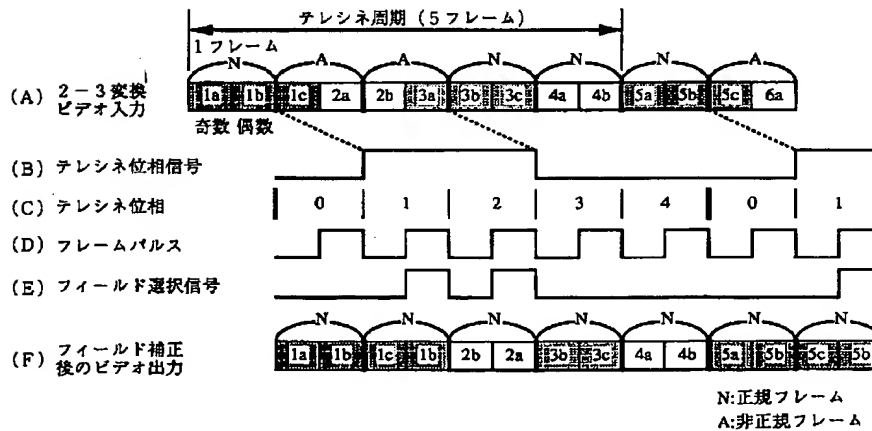 テレシネ周期 (5フレーム)
1フレーム
N A A N N N A
(A) 2-3変換
ビデオ入力
1a 1b 1c 2a 2b 3a 3b 3c 4a 4b 5a 5b 5c 6a
奇数 偶数
(B) テレシネ位相信号
(C) テレシネ位相 0 1 2 3 4 0 1
(D) フレームパルス
(E) フィールド選択信号
N N N N N N N
(F) フィールド補正
後のビデオ出力
1a 1b 1c 1b 2b 2a 3b 3c 4a 4b 5a 5b 5c 5b
N:正規フレーム
A:非正規フレーム